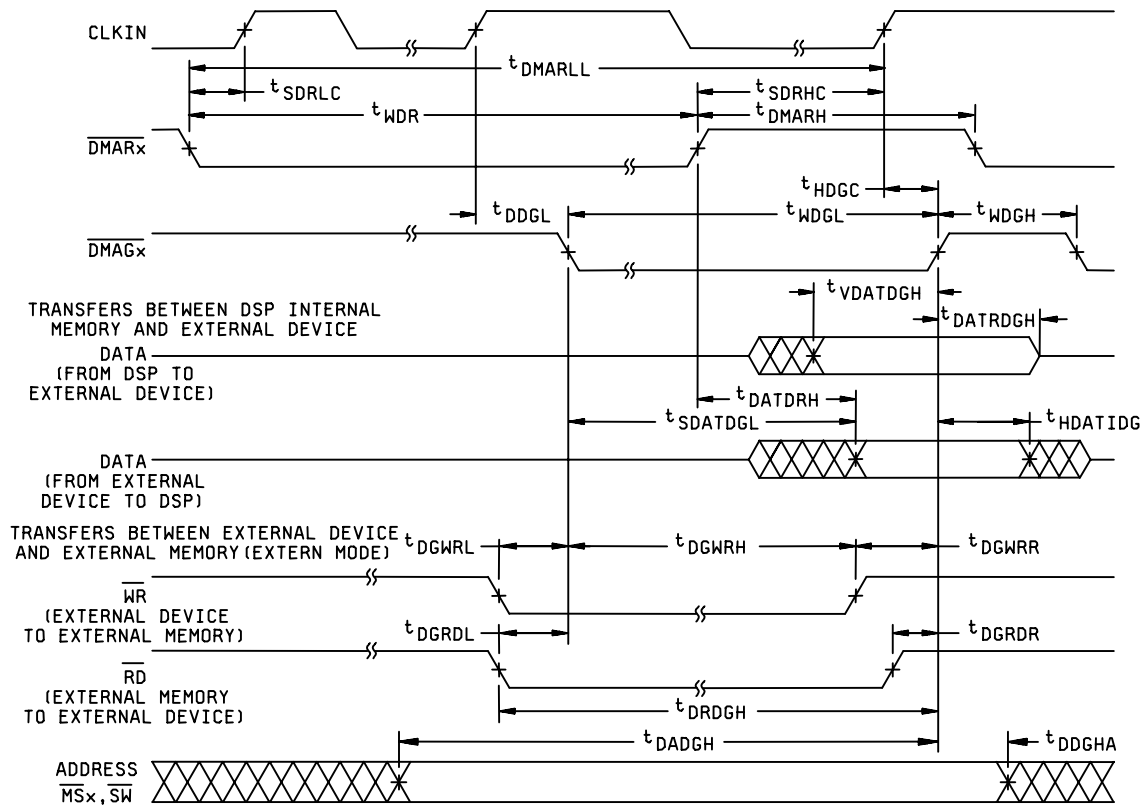 CLKIN
tDMARLL
tSDRLC
tSDRHC
tWDR
tDMARH
DMARx
tHDGC
tDDGL
tWDGL
tWDGH
DMAGx
tVDATDGH
TRANSFERS BETWEEN DSP INTERNAL
MEMORY AND EXTERNAL DEVICE
tDATRDGH
DATA
(FROM DSP TO
EXTERNAL DEVICE)
tDATDRH
tSDATDGL
tHDATIDG
DATA
(FROM EXTERNAL
DEVICE TO DSP)
TRANSFERS BETWEEN EXTERNAL DEVICE
AND EXTERNAL MEMORY(EXTERN MODE)
tDGWRL
tDGWRH
tDGWRR
WR
(EXTERNAL DEVICE
TO EXTERNAL MEMORY)
tDGRDL
tDGRDR
RD
(EXTERNAL MEMORY
TO EXTERNAL DEVICE)
tDRDGH
tDADGH
tDDGHA
ADDRESS
MSx,SW